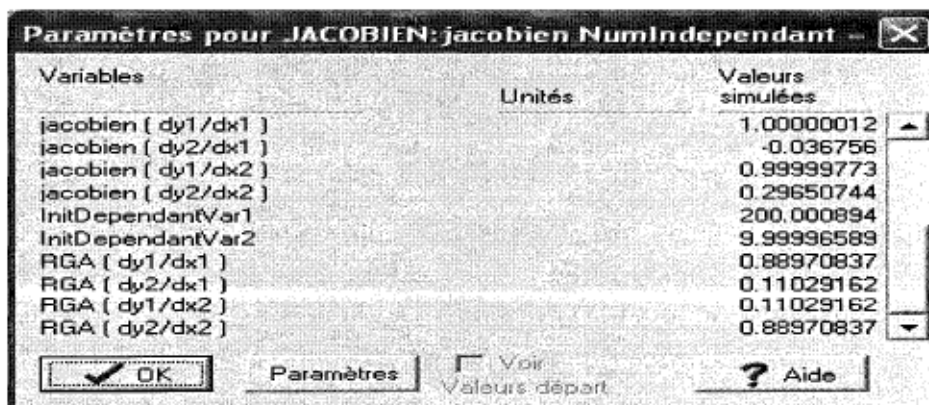 Paramètres pour JACOBIEN: jacobien NumIndependant -
Variables Unités Valeurs simulées
jacobien ( dy1/dx1 ) 1.00000012
jacobien ( dy2/dx1 ) -0.036756
jacobien ( dy1/dx2 ) 0.99999773
jacobien ( dy2/dx2 ) 0.29650744
InitDependantVar1 200.000894
InitDependantVar2 9.99996589
RGA ( dy1/dx1 ) 0.88970837
RGA ( dy2/dx1 ) 0.11029162
RGA ( dy1/dx2 ) 0.11029162
RGA ( dy2/dx2 ) 0.88970837
OK Paramètres Voir Valeurs départ ? Aide